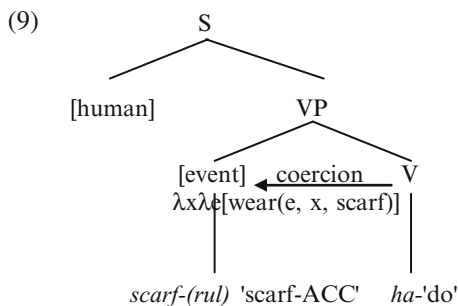 (9)
S
[human]
VP
[event]
coercion
V
λxλe[wear(e, x, scarf)]
scarf-(rul) 'scarf-ACC'
ha-'do'